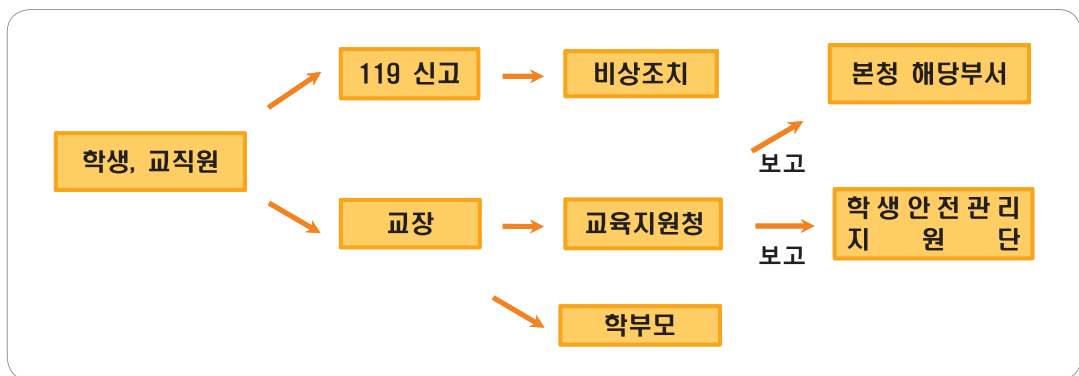 119 신고
비상조치
본청 해당부서
학생, 교직원
보고
교장
교육지원청
학생안전관리
지원단
보고
학부모